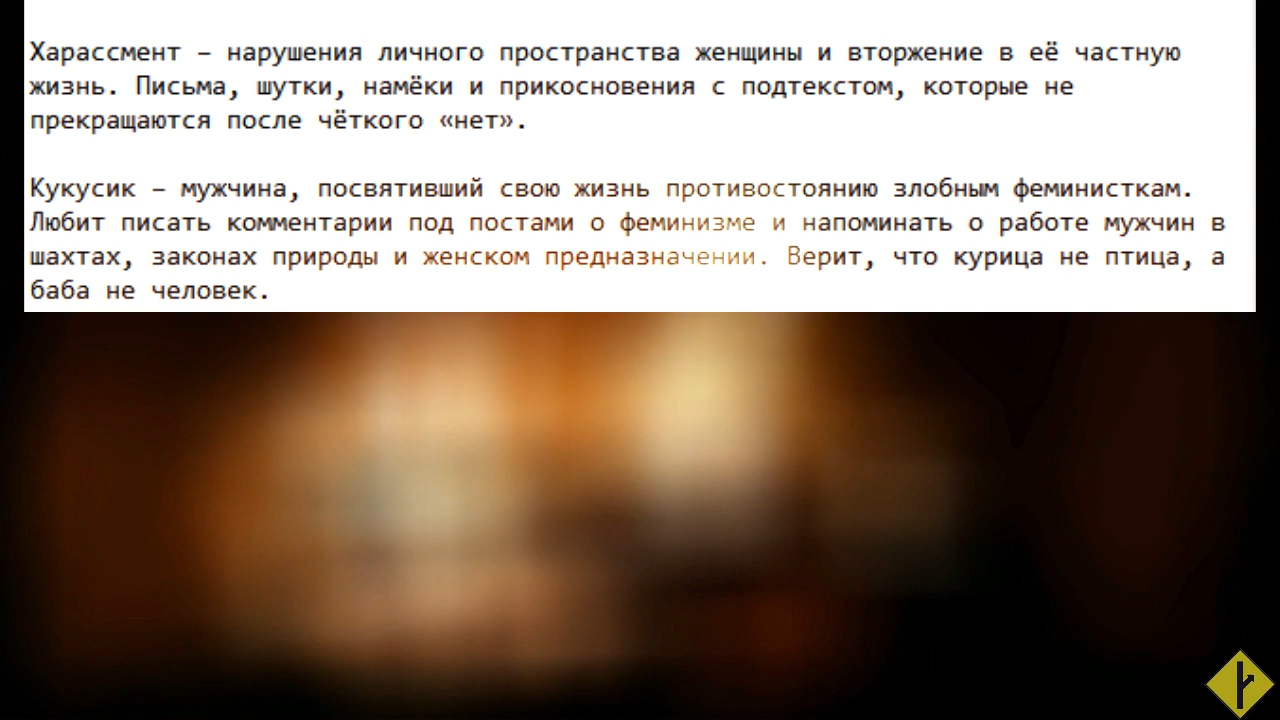 Харассмент – нарушения личного пространства женщины и вторжение в её частную
жизнь. Письма, шутки, намёки и прикосновения с подтекстом, которые не
прекращаются после чёткого «нет».
Кукусик – мужчина, посвятивший свою жизнь противостоянию злобным феминисткам.
Любит писать комментарии под постами о феминизме и напоминать о работе мужчин в
шахтах, законах природы и женском предназначении. Верит, что курица не птица, а
баба не человек.